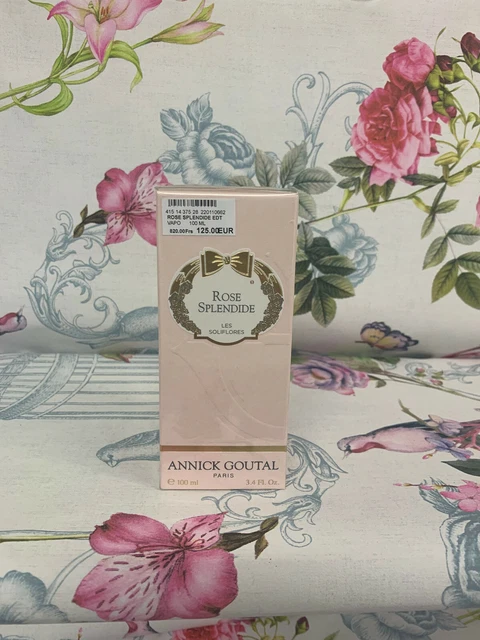 415 14 375 26 220110662
ROSE SPLENDIDE EDT
VAPO 100 ML
820.00Frs 125.00EUR
ROSE
SPLENDIDE
LES
SOLIFLORES
ANNICK GOUTAL
PARIS
℮ 100 ml 3.4 FL.Oz.